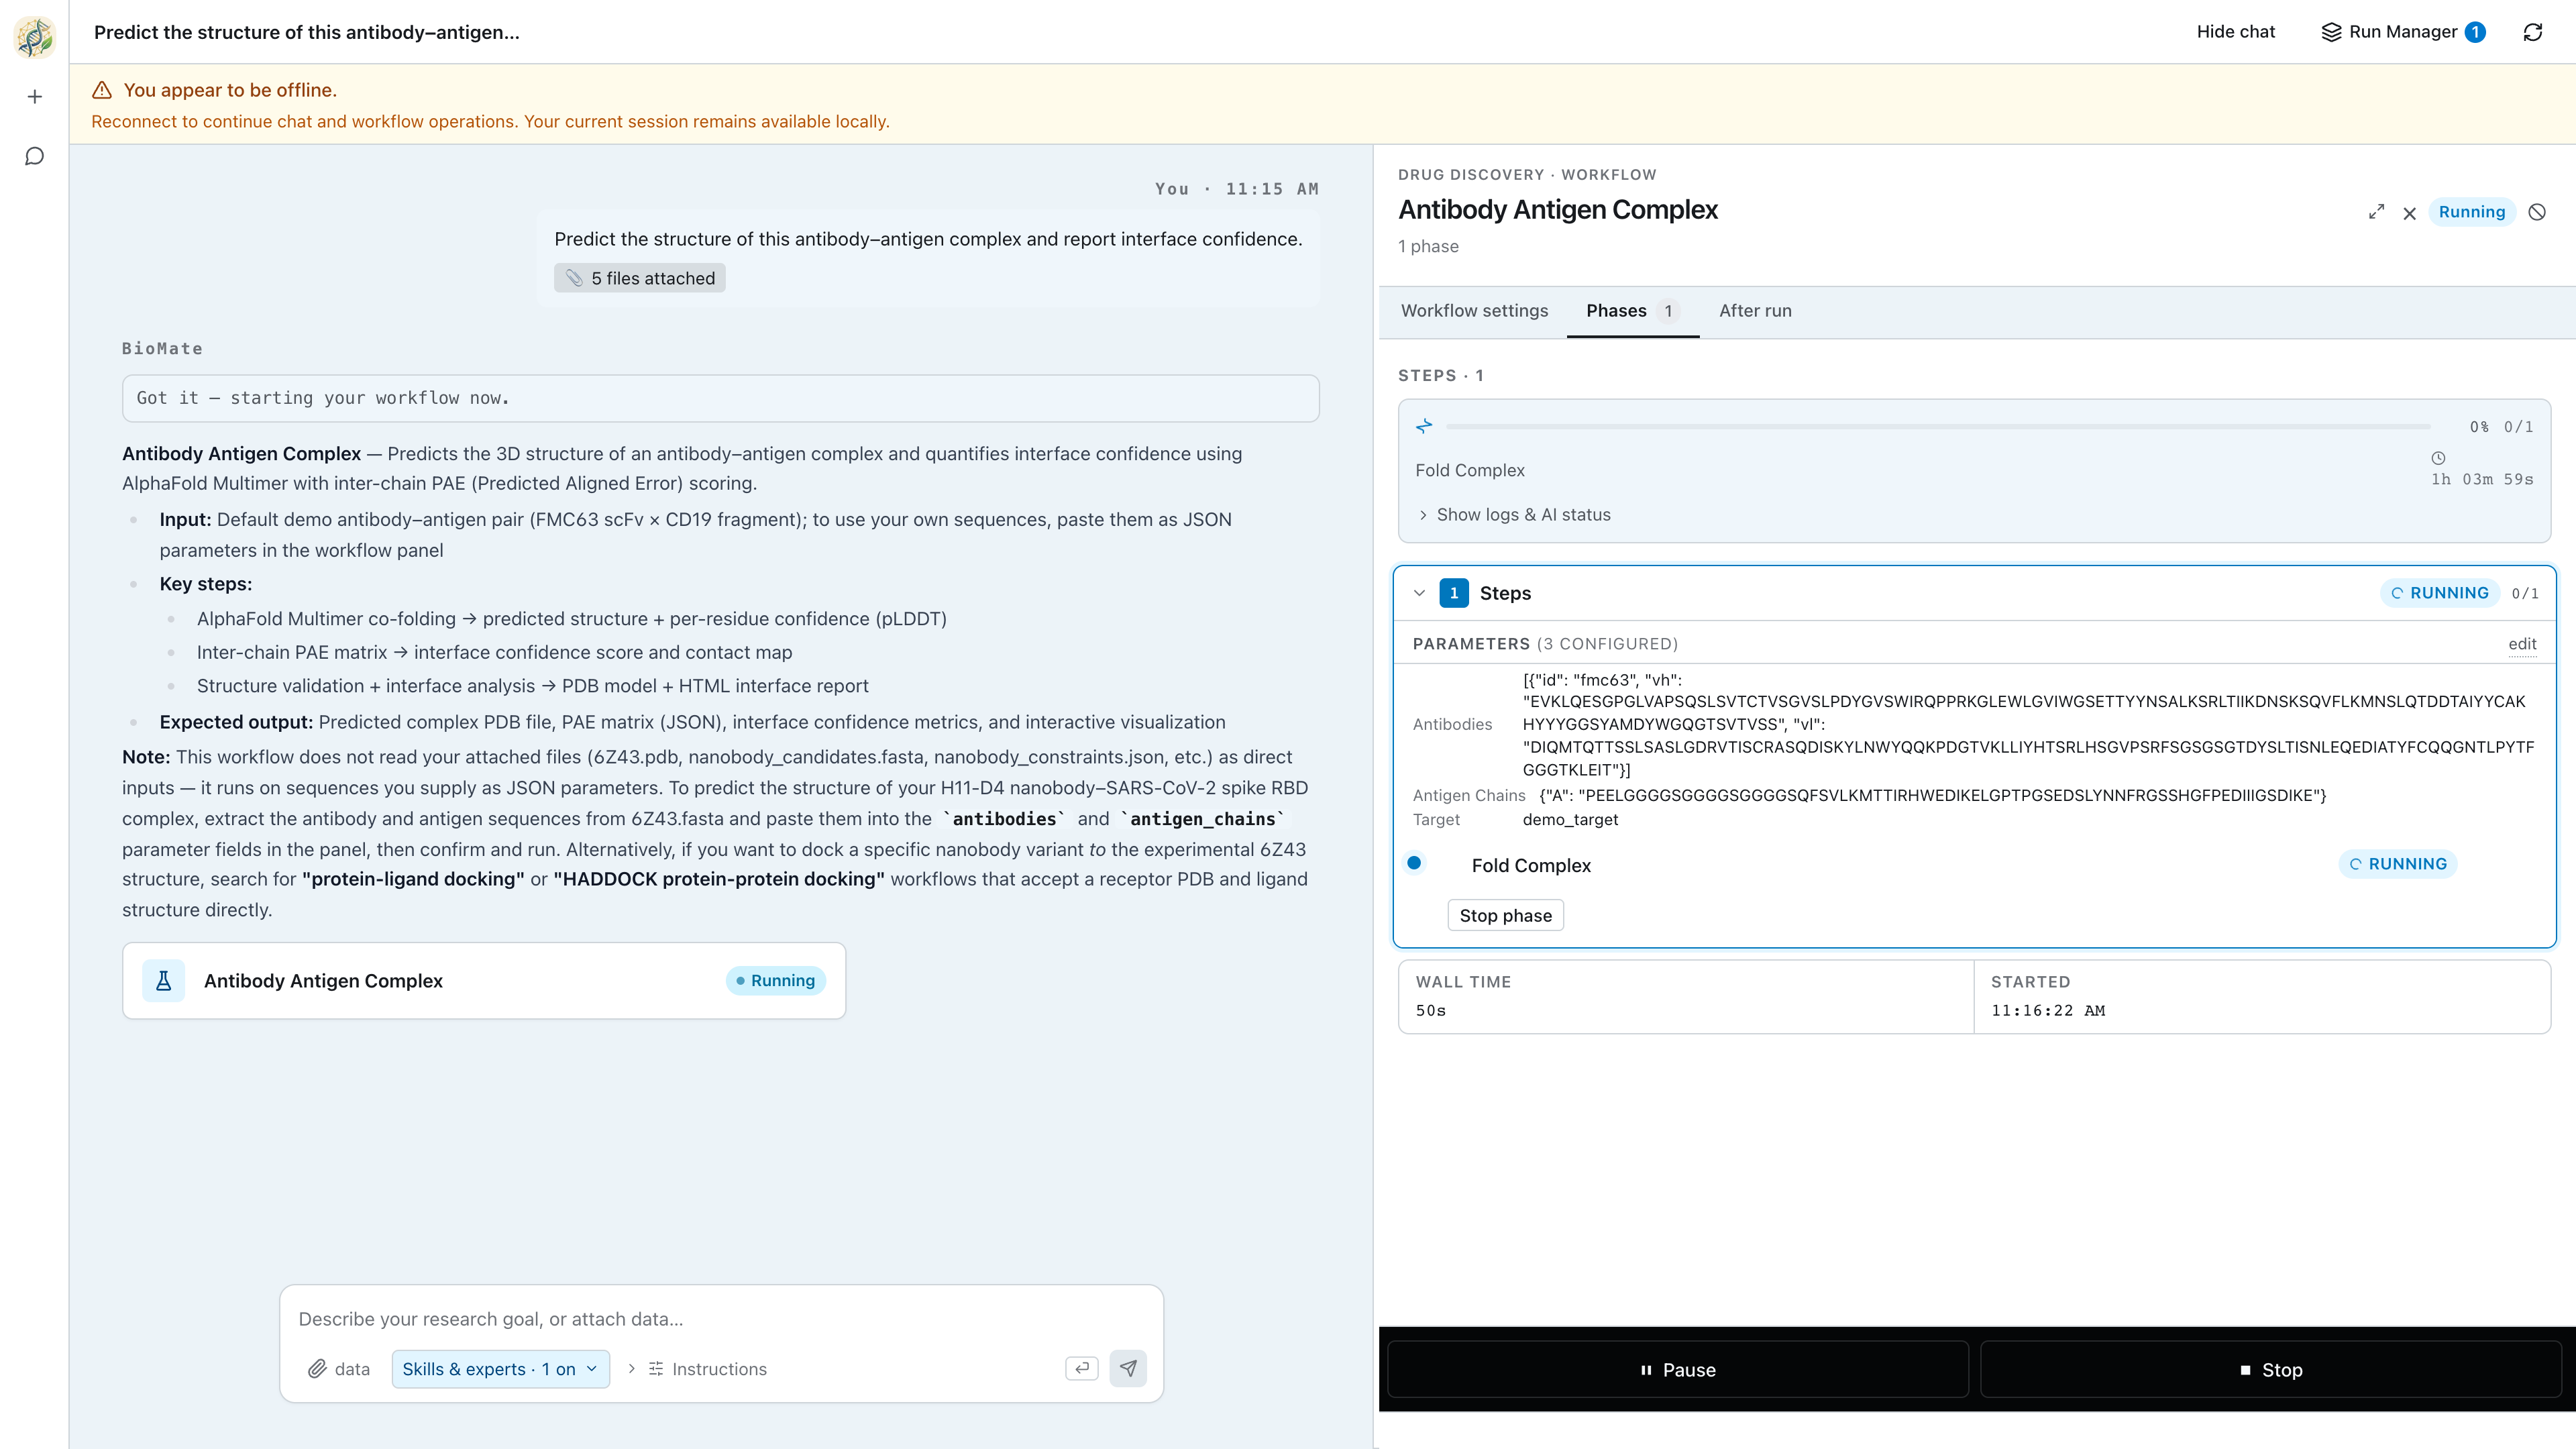 Predict the structure of this antibody–antigen...
Hide chat
Run Manager 1
You appear to be offline.
Reconnect to continue chat and workflow operations. Your current session remains available locally.
You · 11:15 AM
Predict the structure of this antibody–antigen complex and report interface confidence.
5 files attached
BioMate
Got it — starting your workflow now.
Antibody Antigen Complex — Predicts the 3D structure of an antibody–antigen complex and quantifies interface confidence using
AlphaFold Multimer with inter-chain PAE (Predicted Aligned Error) scoring.
Input: Default demo antibody–antigen pair (FMC63 scFv × CD19 fragment); to use your own sequences, paste them as JSON
parameters in the workflow panel
Key steps:
AlphaFold Multimer co-folding → predicted structure + per-residue confidence (pLDDT)
Inter-chain PAE matrix → interface confidence score and contact map
Structure validation + interface analysis → PDB model + HTML interface report
Expected output: Predicted complex PDB file, PAE matrix (JSON), interface confidence metrics, and interactive visualization
Note: This workflow does not read your attached files (6Z43.pdb, nanobody_candidates.fasta, nanobody_constraints.json, etc.) as direct
inputs — it runs on sequences you supply as JSON parameters. To predict the structure of your H11-D4 nanobody–SARS-CoV-2 spike RBD
complex, extract the antibody and antigen sequences from 6Z43.fasta and paste them into the `antibodies` and `antigen_chains`
parameter fields in the panel, then confirm and run. Alternatively, if you want to dock a specific nanobody variant to the experimental 6Z43
structure, search for "protein-ligand docking" or "HADDOCK protein-protein docking" workflows that accept a receptor PDB and ligand
structure directly.
Antibody Antigen Complex
Running
Describe your research goal, or attach data...
data
Skills & experts · 1 on
Instructions
DRUG DISCOVERY · WORKFLOW
Antibody Antigen Complex
Running
1 phase
Workflow settings
Phases 1
After run
STEPS · 1
0% 0/1
Fold Complex
1h 03m 59s
Show logs & AI status
1 Steps
RUNNING 0/1
PARAMETERS (3 CONFIGURED)
edit
Antibodies
[{"id": "fmc63", "vh":
"EVKLQESGPGLVAPSQSLSVTCTVSGVSLPDYGVSWIRQPPRKGLEWLGVIWGSETTYYNSALKSRLTIIKDNSKSQVFLKMNSLQTDDTAIYYCAK
HYYYGGSYAMDYWGQGTSVTVSS", "vl":
"DIQMTQTTSSLSASLGDRVTISCRASQDISKYLNWYQQKPDGTVKLLIYHTSRLHSGVPSRFSGSGSGTDYSLTISNLEQEDIATYFCQQGNTLPYTF
GGGTKLEIT"}]
Antigen Chains {"A": "PEELGGGGSGGGGSGGGGSQFSVLKMTTIRHWEDIKELGPTPGSEDSLYNNFRGSSHGFPEDIIIGSDIKE"}
Target demo_target
Fold Complex
RUNNING
Stop phase
WALL TIME
50s
STARTED
11:16:22 AM
Pause
Stop